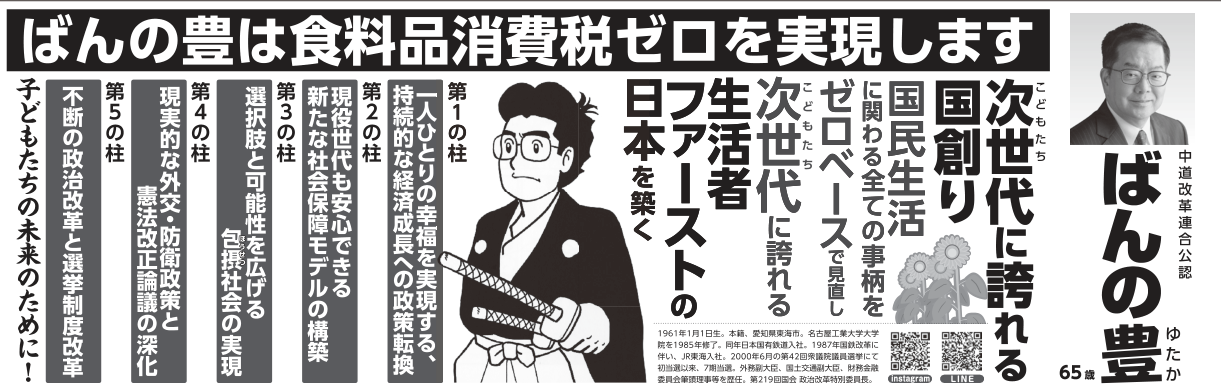 ばんの豊は食料品消費税ゼロを実現します
中道改革連合公認
ばんの豊
ゆたか
65歳
こどもたち
次世代に誇れる
国創り
国民生活
に関わる全ての事柄を
ゼロベースで見直し
こどもたち
次世代に誇れる
生活者
ファーストの
日本を築く
1961年1月1日生。本籍、愛知県東海市。名古屋工業大学大学
院を1985年修了。同年日本国有鉄道入社。1987年国鉄改革に
伴い、JR東海入社。2000年6月の第42回衆議院議員選挙にて
初当選以来、7期当選。外務副大臣、国土交通副大臣、財務金融
委員会筆頭理事等を歴任。第219回国会 政治改革特別委員長。
Instagram
LINE
第1の柱
一人ひとりの幸福を実現する、
持続的な経済成長への政策転換
第2の柱
現役世代も安心できる
新たな社会保障モデルの構築
第3の柱
選択肢と可能性を広げる
包摂社会の実現
ほうせつ
第4の柱
現実的な外交・防衛政策と
憲法改正論議の深化
第5の柱
不断の政治改革と選挙制度改革
子どもたちの未来のために!